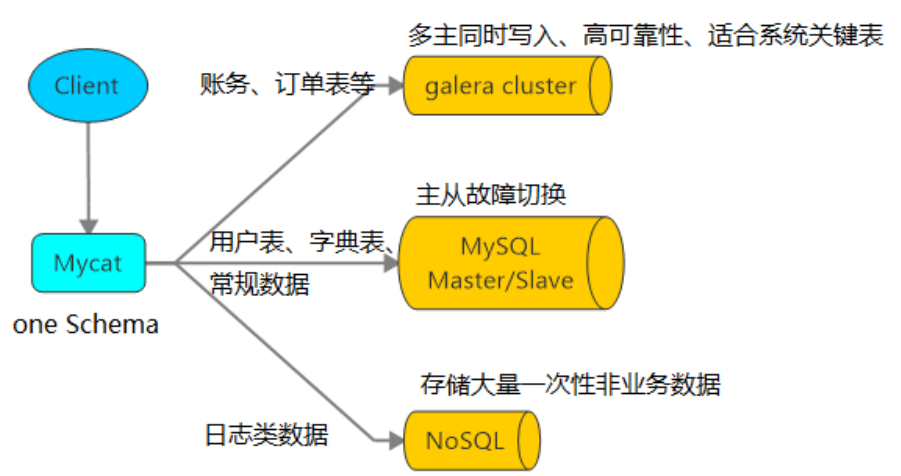 多主同时写入、高可靠性、适合系统关键表
Client
账务、订单表等
galera cluster
主从故障切换
用户表、字典表、
常规数据
MySQL
Master/Slave
Mycat
one Schema
存储大量一次性非业务数据
日志类数据
NoSQL